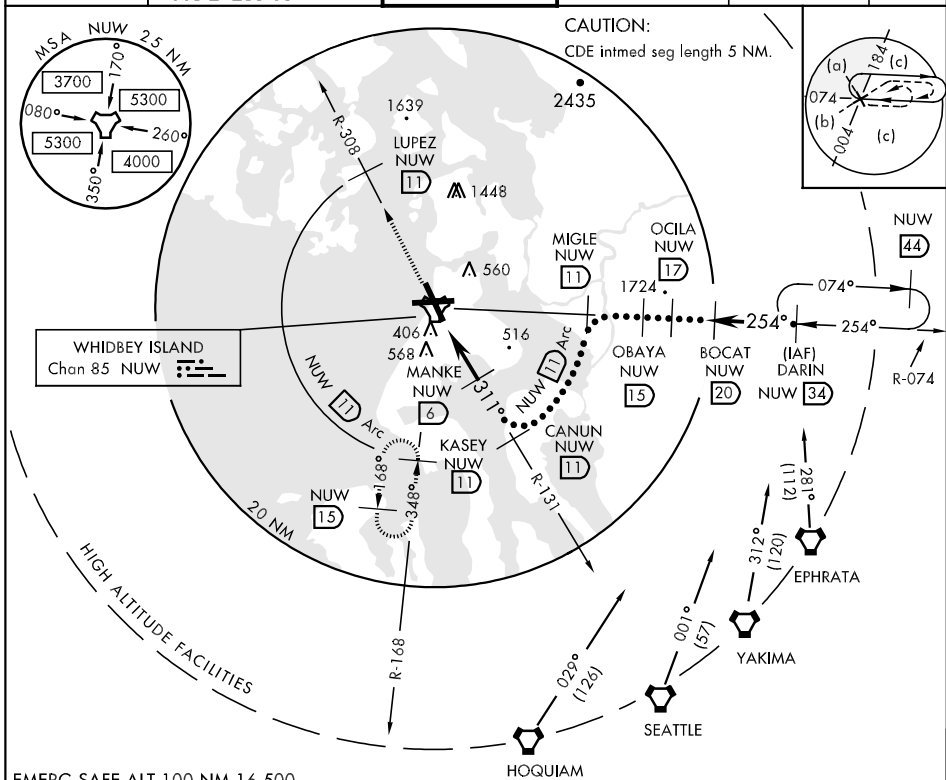 MSA NUW 25 NM
170°
3700
5300
080°
260°
5300
4000
350°
CAUTION:
CDE intmed seg length 5 NM.
2435
(a)
184
(c)
074
(b)
004
(c)
1639
R-308
LUPEZ
NUW
11
1448
560
MIGLE
NUW
11
OCILA
NUW
17
1724
NUW
44
074°
254°
254°
R-074
WHIDBEY ISLAND
Chan 85 NUW
406
568
516
MANKE
NUW
6
311°
NUW 11 Arc
OBAYA
NUW
15
BOCAT
NUW
20
(IAF)
DARIN
NUW 34
NUW 11 Arc
KASEY
NUW
11
CANUN
NUW
11
R-131
168°
348°
NUW
15
20 NM
R-168
HIGH ALTITUDE FACILITIES
281°
(112)
EPHRATA
312°
(120)
YAKIMA
001°
(57)
SEATTLE
029°
(126)
HOQUIAM
EMERG SAFE ALT 100 NM 16,500